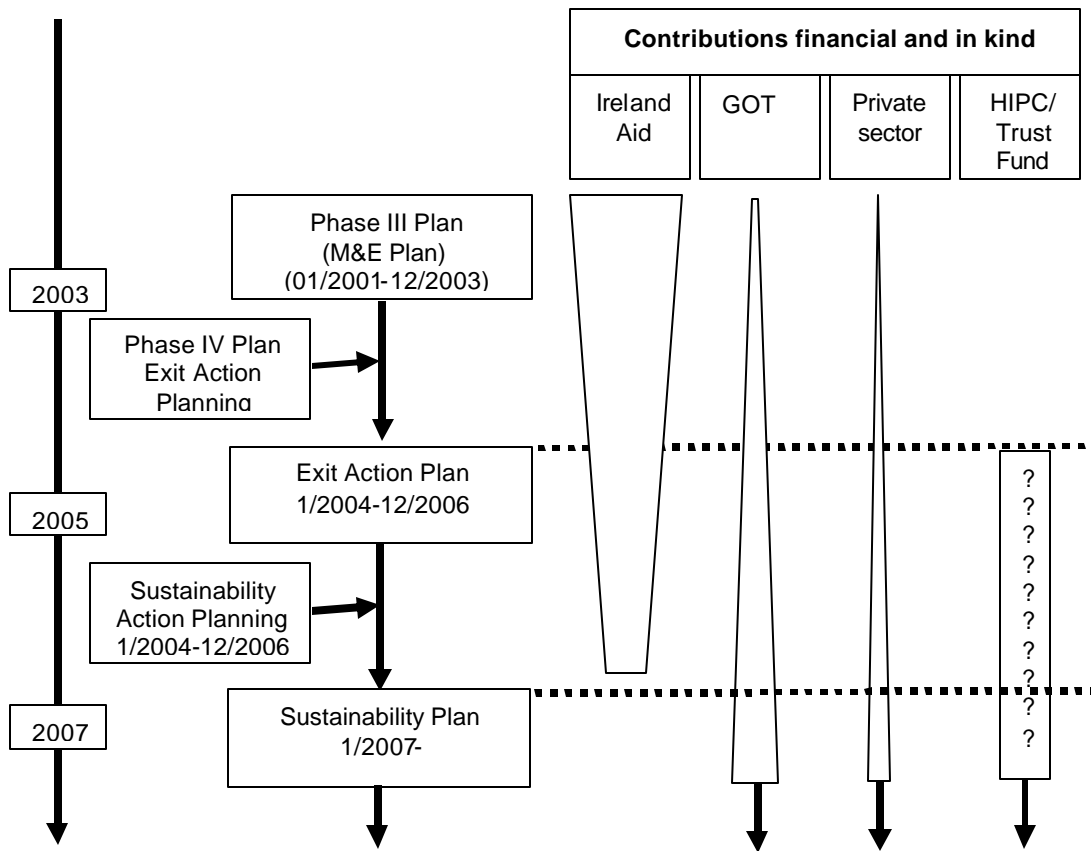 Contributions financial and in kind
Ireland
Aid
GOT
Private
sector
HIPC/
Trust
Fund
Phase III Plan
(M&E Plan)
(01/2001-12/2003)
2003
Phase IV Plan
Exit Action
Planning
Exit Action Plan
1/2004-12/2006
2005
Sustainability
Action Planning
1/2004-12/2006
Sustainability Plan
1/2007-
2007
?
?
?
?
?
?
?
?
?
?